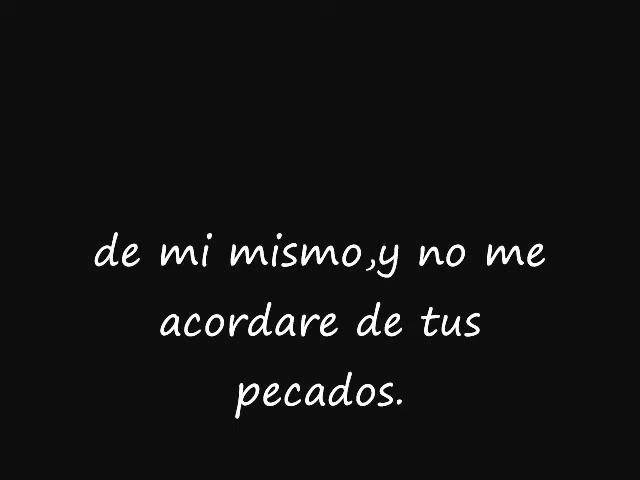 de mi mismo,y no me
acordare de tus
pecados.